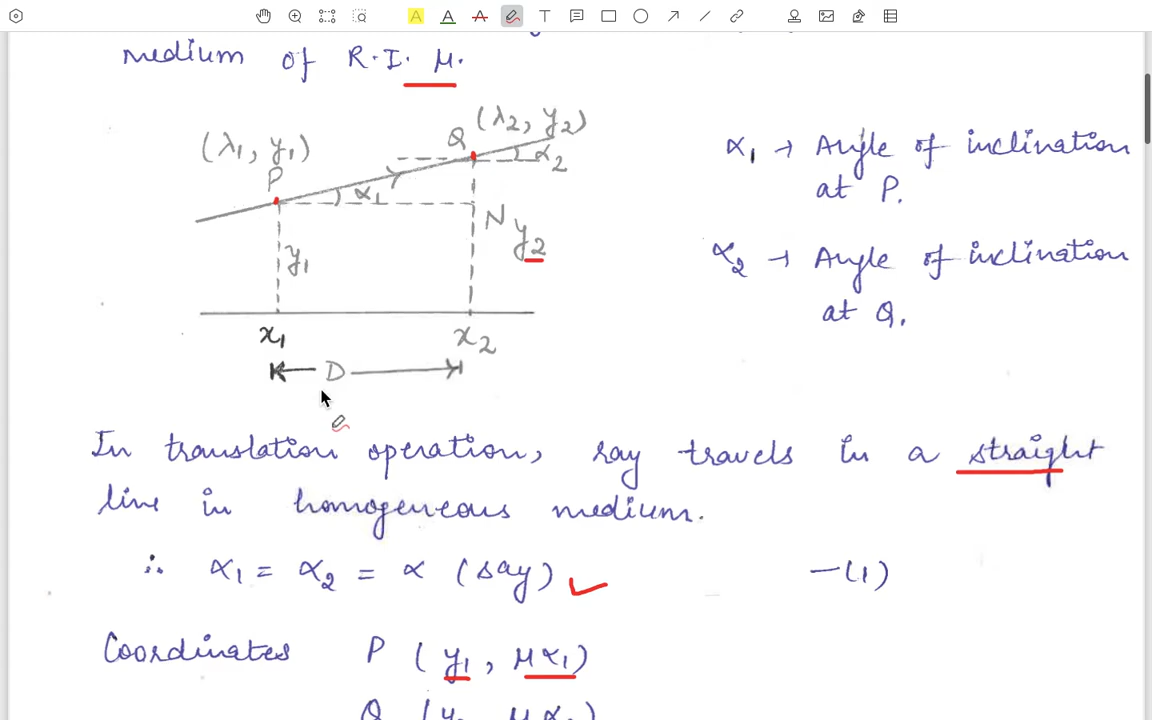 medium of R.I. μ.
(λ1, y1)
P
Q
(λ2, y2)
α1
α2
N
y1
y2
x1
x2
D
α1 → Angle of inclination
at P.
α2 → Angle of inclination
at Q.
In translation operation, ray travels in a straight
line in homogeneous medium.
∴ α1 = α2 = α (say) —(1)
Coordinates P (y1, μα1)